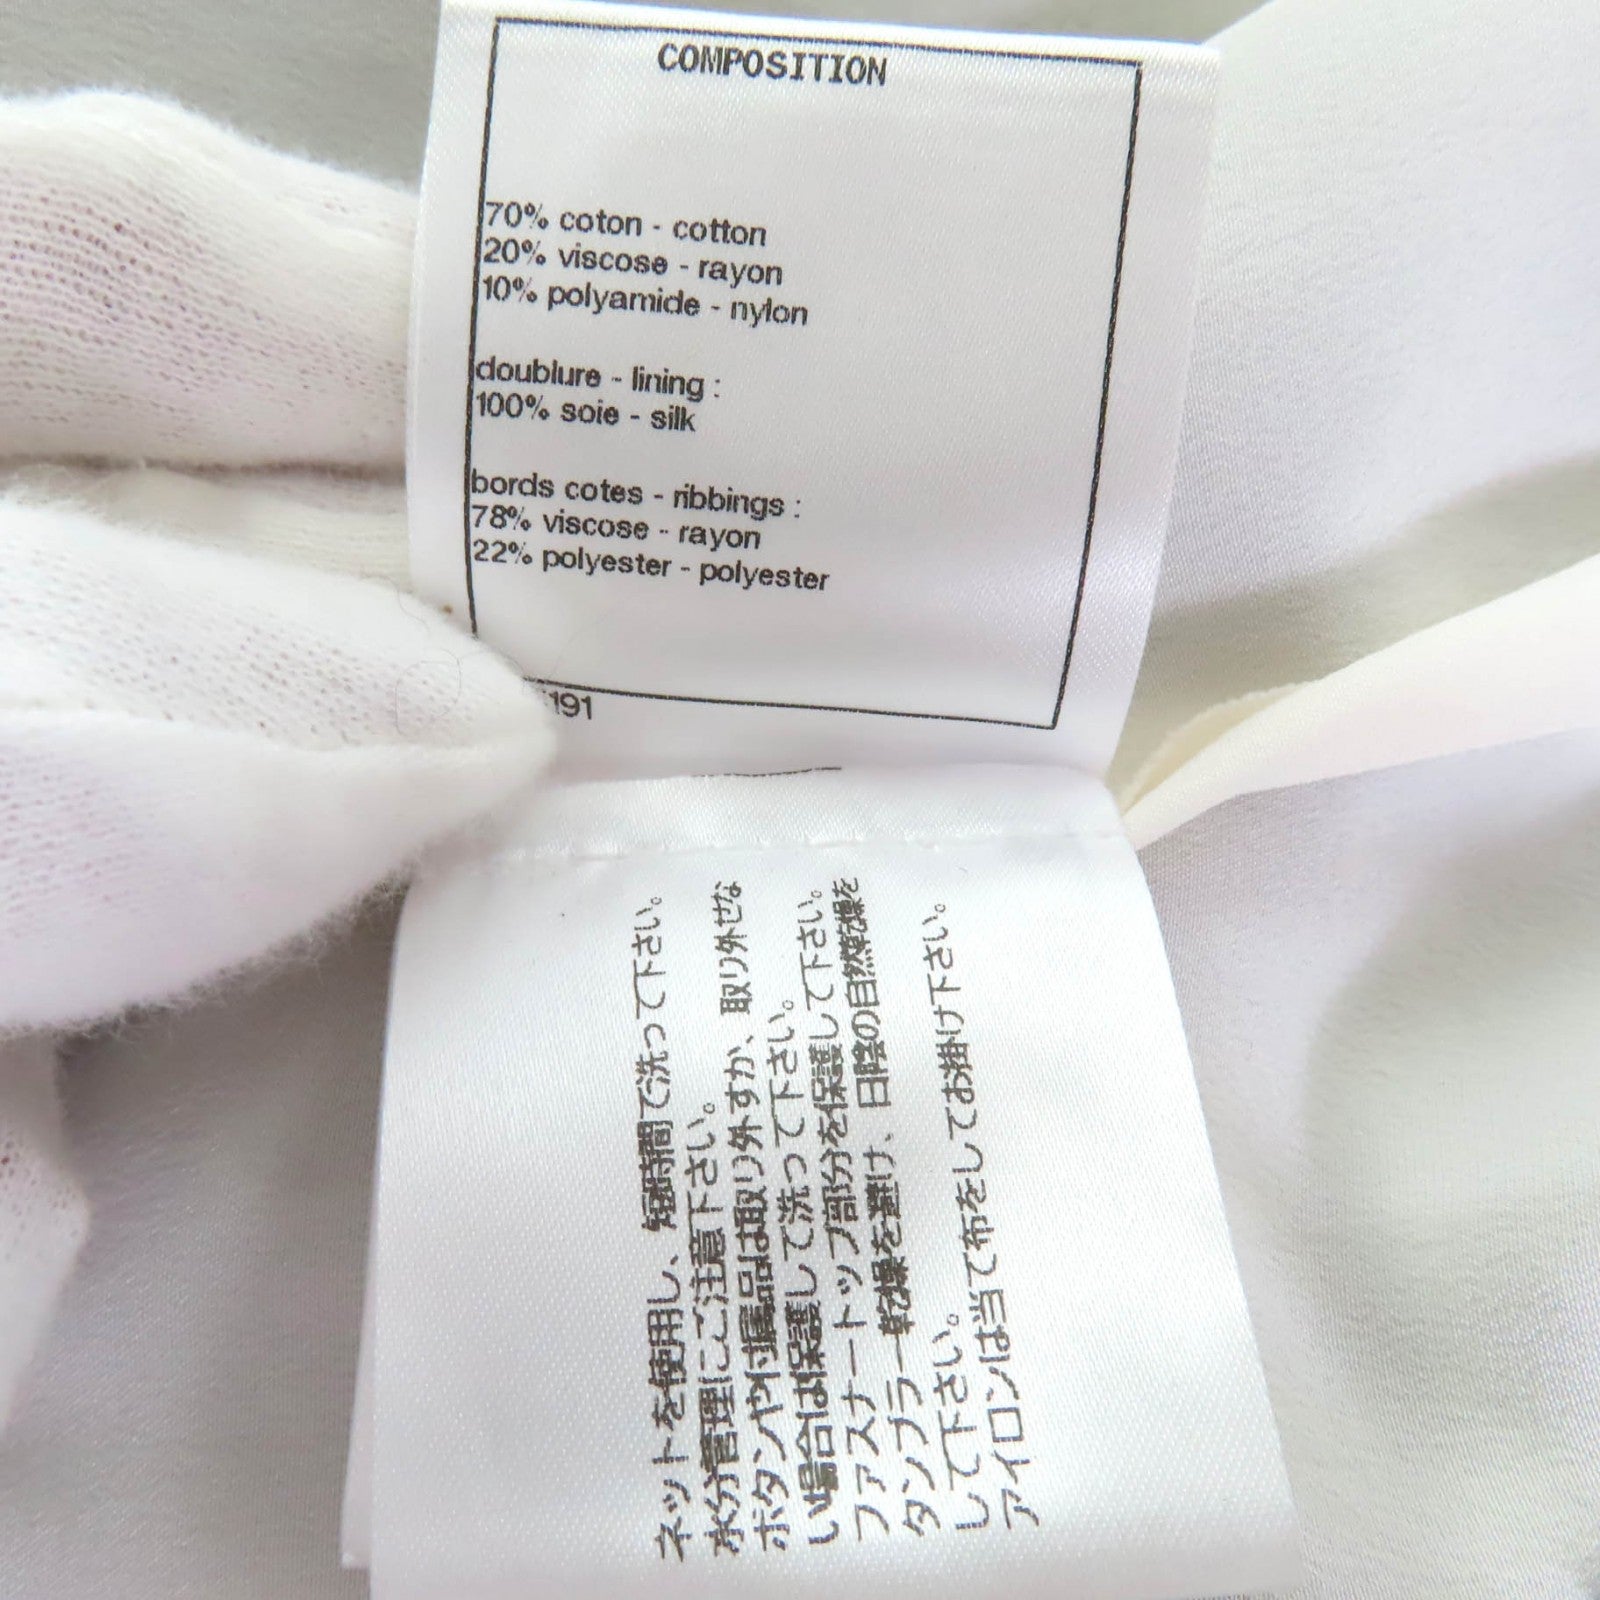 COMPOSITION
70% coton - cotton
20% viscose - rayon
10% polyamide - nylon
doublure - lining :
100% soie - silk
bords cotes - ribbings :
78% viscose - rayon
22% polyester - polyester
191
ネットを使用し、短時間で洗って下さい。
水分管理にご注意下さい。
ボタンや付属品は取り外すか、取り外せな
い場合は保護して洗って下さい。
ファスナートップ部分を保護して下さい。
タンブラー乾燥を避け、日陰の自然乾燥を
して下さい。
アイロンは当て布をしてお掛け下さい。